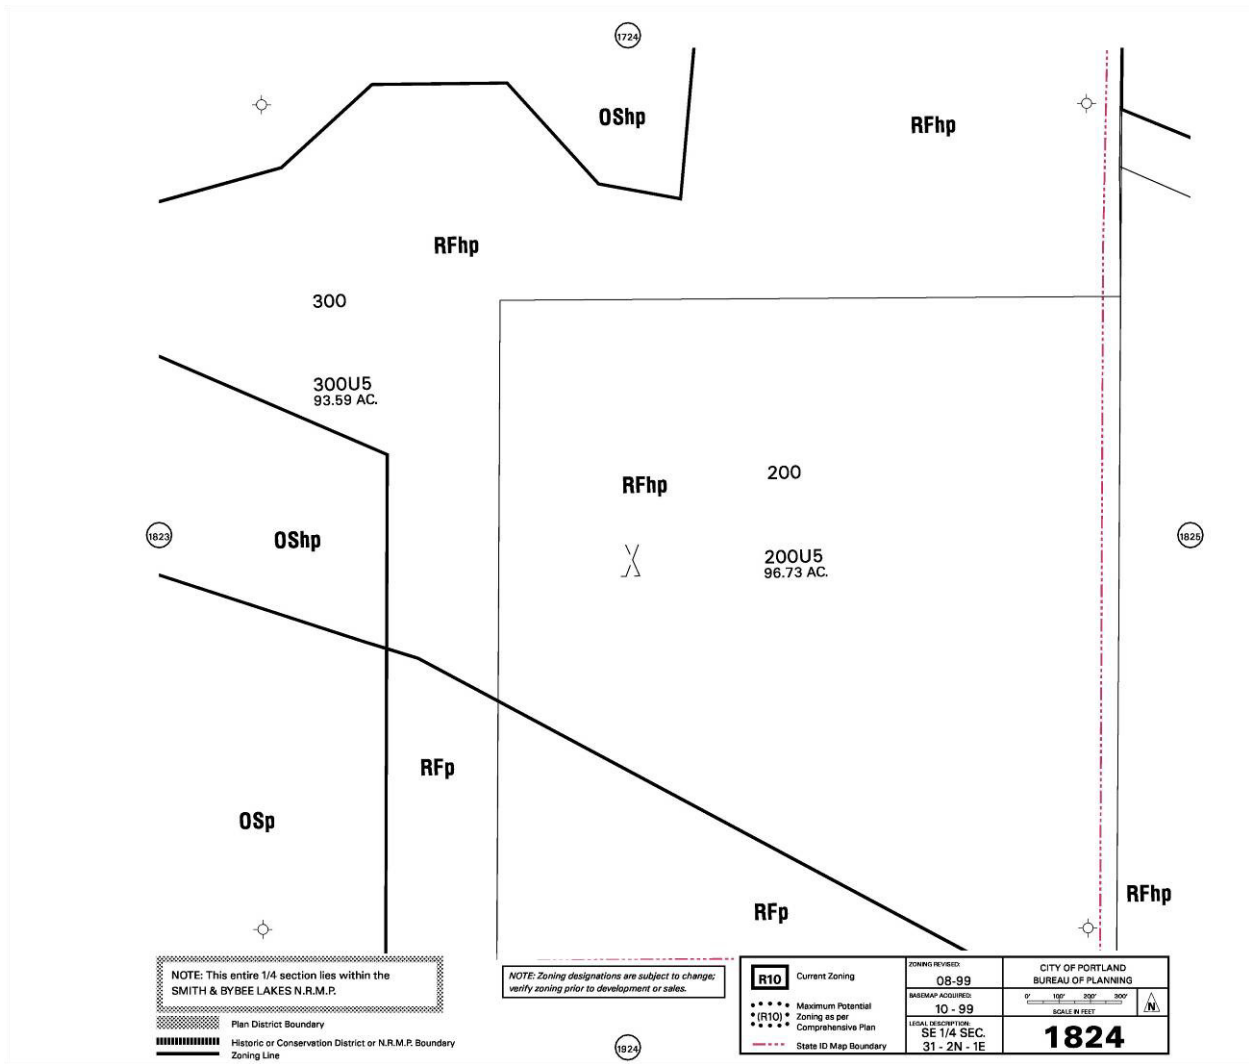 1724
OShp
RFhp
RFhp
300
300U5
93.59 AC.
RFhp
200
1823
OShp
1825
200U5
96.73 AC.
RFp
OSp
RFhp
RFp
NOTE: This entire 1/4 section lies within the
SMITH & BYBEE LAKES N.R.M.P.
Plan District Boundary
Historic or Conservation District or N.R.M.P. Boundary
Zoning Line
NOTE: Zoning designations are subject to change;
verify zoning prior to development or sales.
1924
R10 Current Zoning
(R10) Maximum Potential
Zoning as per
Comprehensive Plan
State ID Map Boundary
ZONING REVISED:
08-99
BASEMAP ACQUIRED:
10 - 99
LEGAL DESCRIPTION:
SE 1/4 SEC.
31 - 2N - 1E
CITY OF PORTLAND
BUREAU OF PLANNING
0' 100' 200' 300'
SCALE IN FEET
N
1824